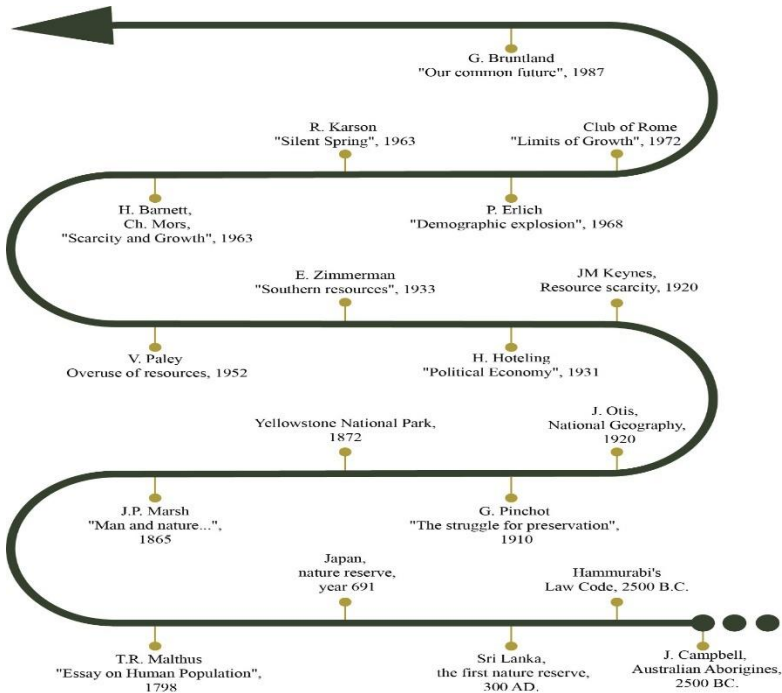 G. Bruntland
"Our common future", 1987
R. Karson
"Silent Spring", 1963
Club of Rome
"Limits of Growth", 1972
H. Barnett,
Ch. Mors,
"Scarcity and Growth", 1963
P. Erlich
"Demographic explosion", 1968
E. Zimmerman
"Southern resources", 1933
JM Keynes,
Resource scarcity, 1920
V. Paley
Overuse of resources, 1952
H. Hoteling
"Political Economy", 1931
Yellowstone National Park,
1872
J. Otis,
National Geography,
1920
J.P. Marsh
"Man and nature...",
1865
G. Pinchot
"The struggle for preservation",
1910
Japan,
nature reserve,
year 691
Hammurabi's
Law Code, 2500 B.C.
T.R. Malthus
"Essay on Human Population",
1798
Sri Lanka,
the first nature reserve,
300 AD.
J. Campbell,
Australian Aborigines,
2500 BC.